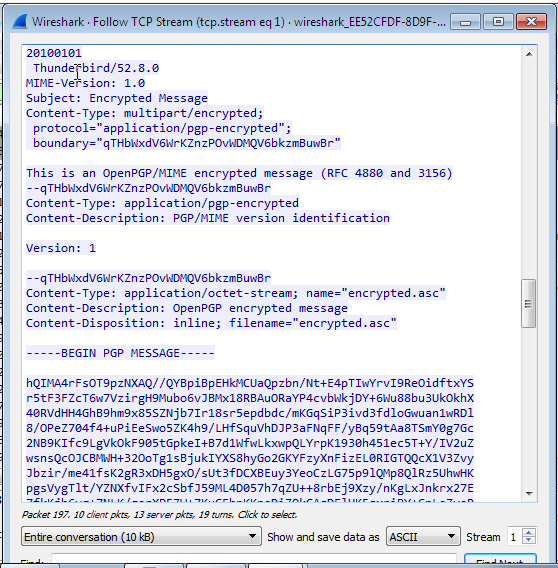 Wireshark · Follow TCP Stream (tcp.stream eq 1) · wireshark_EE52CFDF-8D9F-...
20100101
Thunderbird/52.8.0
MIME-Version: 1.0
Subject: Encrypted Message
Content-Type: multipart/encrypted;
protocol="application/pgp-encrypted";
boundary="qTHbWxdV6WrKZnzPOvWDMQV6bkzmBuwBr"
This is an OpenPGP/MIME encrypted message (RFC 4880 and 3156)
--qTHbWxdV6WrKZnzPOvWDMQV6bkzmBuwBr
Content-Type: application/pgp-encrypted
Content-Description: PGP/MIME version identification
Version: 1
--qTHbWxdV6WrKZnzPOvWDMQV6bkzmBuwBr
Content-Type: application/octet-stream; name="encrypted.asc"
Content-Description: OpenPGP encrypted message
Content-Disposition: inline; filename="encrypted.asc"
-----BEGIN PGP MESSAGE-----
hQIMA4rFsOT9pzNXAQ//QYBpiBpEHkMCUaQpzbn/Nt+E4pTIwYrvI9ReOidftxYS
r5tF3FZcT6w7VzirgH9Mubo6vJBMx18RBAuORaYP4cvbWkjDY+6Wu88bu3UkOkhX
40RVdHH4GhB9hm9x85SZNjb7Ir18sr5epdbdc/mKGqSiP3ivd3fdloGwuan1wRDl
8/OPeZ704f4+uPiEeSwo5ZK4h9/LHfSquVhDJP3aFNqFF/yBq59tAa8TSmY0g7Gc
2NB9KIfc9LgVkOkF905tGpkeI+B7d1WfwLkxwpQLYrpK1930h451ec5T+Y/IV2uZ
wsnsQcOJCBMWH+32OoTg1sBjukIYXS8hyGo2GKYFzyXnFizEL0RIGTQQcX1V3Zvy
Jbzir/me41fsK2gR3xDH5gxO/sUt3fDCXBEuy3YeoCzLG75p9lQMp8QlRz5UhwHK
pgsVygTlt/YZNXfvIFx2cSbfJ59ML4D057h7qZU++8rbEj9Xzy/nKgLxJnkrx27E
Packet 197. 10 client pkts, 13 server pkts, 19 turns. Click to select.
Entire conversation (10 kB) Show and save data as ASCII Stream 1
Find: Find Next